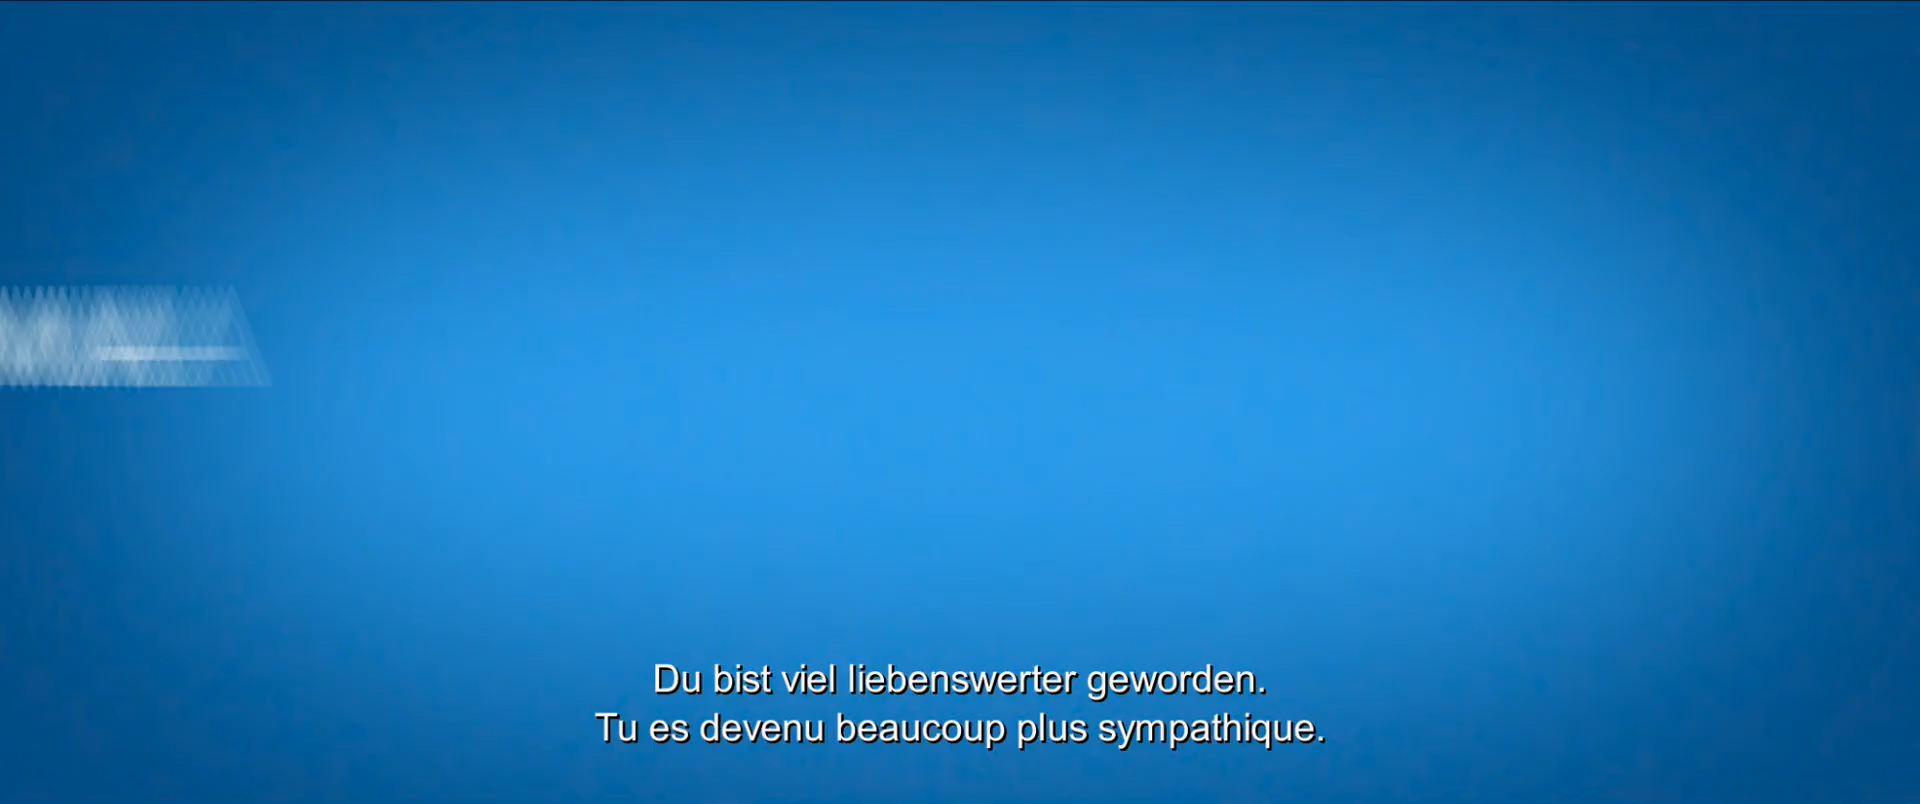 Du bist viel liebenswerter geworden.
Tu es devenu beaucoup plus sympathique.